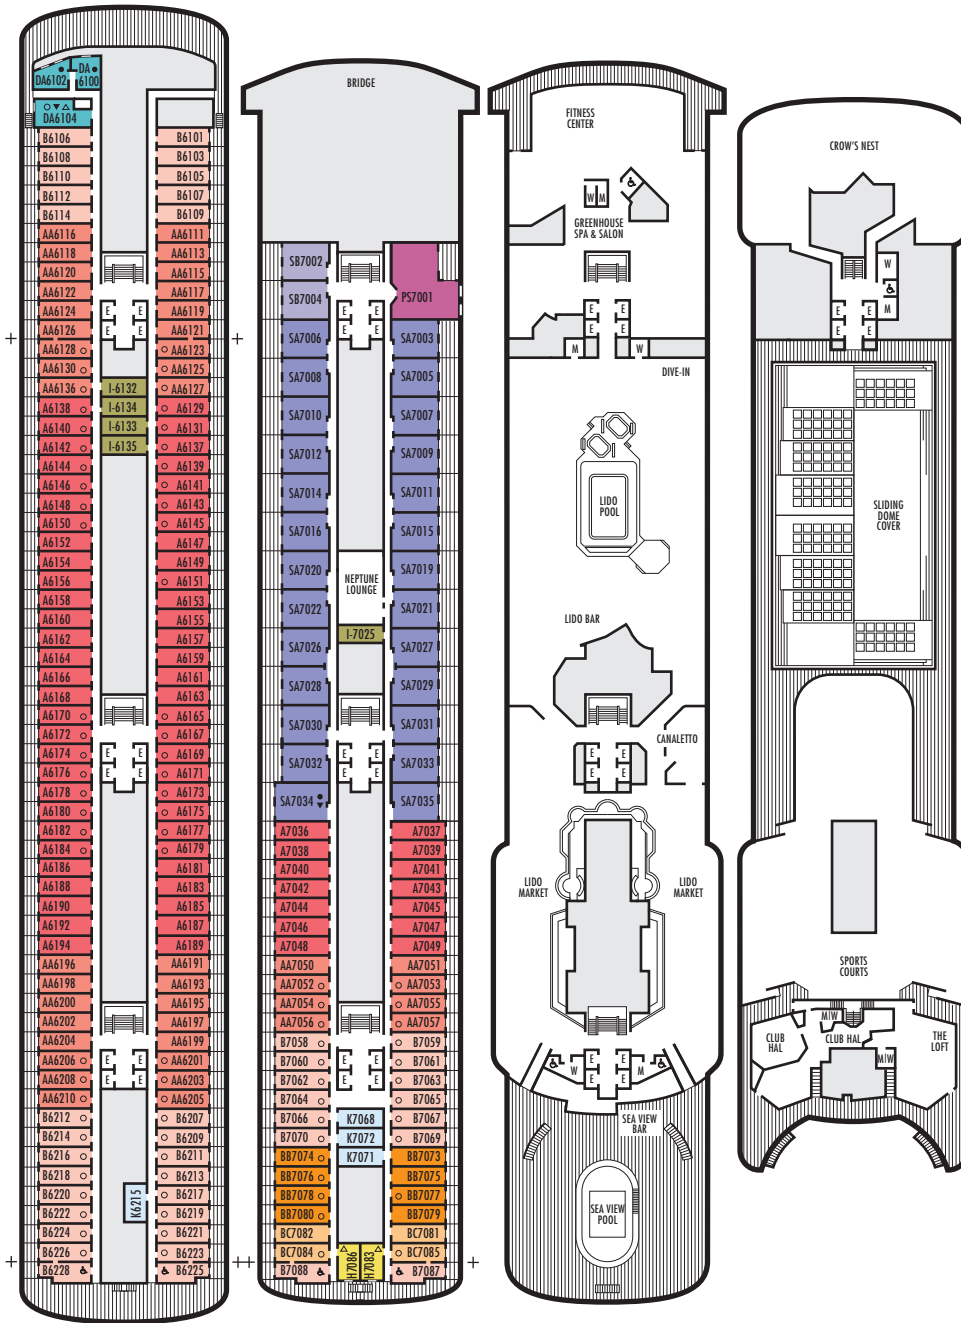 DA6102
DA
6100
DA6104
B6106
B6108
B6110
B6112
B6114
AA6116
AA6118
AA6120
AA6122
AA6124
AA6126
AA6128
AA6130
AA6136
A6138
A6140
A6142
A6144
A6146
A6148
A6150
A6152
A6154
A6156
A6158
A6160
A6162
A6164
A6166
A6168
A6170
A6172
A6174
A6176
A6178
A6180
A6182
A6184
A6186
A6188
A6190
A6192
A6194
AA6196
AA6198
AA6200
AA6202
AA6204
AA6206
AA6208
AA6210
B6212
B6214
B6216
B6218
B6220
B6222
B6224
B6226
B6228
E E
E E
I-6132
I-6134
I-6133
I-6135
E E
E E
E E
E E
K6215
B6101
B6103
B6105
B6107
B6109
AA6111
AA6113
AA6115
AA6117
AA6119
AA6121
AA6123
AA6125
AA6127
A6129
A6131
A6137
A6139
A6141
A6143
A6145
A6147
A6149
A6151
A6153
A6155
A6157
A6159
A6161
A6163
A6165
A6167
A6169
A6171
A6173
A6175
A6177
A6179
A6181
A6183
A6185
A6187
A6189
AA6191
AA6193
AA6195
AA6197
AA6199
AA6201
AA6203
AA6205
B6207
B6209
B6211
B6213
B6217
B6219
B6221
B6223
B6225
BRIDGE
SB7002
SB7004
SA7006
SA7008
SA7010
SA7012
SA7014
SA7016
SA7020
SA7022
SA7026
SA7028
SA7030
SA7032
SA7034
A7036
A7038
A7040
A7042
A7044
A7046
A7048
AA7050
AA7052
AA7054
AA7056
B7058
B7060
B7062
B7064
B7066
B7070
BB7074
BB7076
BB7078
BB7080
BC7082
BC7084
B7088
E E
E E
NEPTUNE
LOUNGE
I-7025
E E
E E
E E
E E
K7068
K7072
K7071
H7086
H7083
PS7001
SA7003
SA7005
SA7007
SA7009
SA7011
SA7015
SA7019
SA7021
SA7027
SA7029
SA7031
SA7033
SA7035
A7037
A7039
A7041
A7043
A7045
A7047
A7049
AA7051
AA7053
AA7055
AA7057
B7059
B7061
B7063
B7065
B7067
B7069
BB7073
BB7075
BB7077
BB7079
BC7081
BC7085
B7087
FITNESS
CENTER
W M
GREENHOUSE
SPA & SALON
E E
E E
M W
DIVE-IN
LIDO
POOL
LIDO BAR
CANALETTO
E E
E E
LIDO
MARKET
LIDO
MARKET
W E E M
E E
SEA VIEW
BAR
SEA VIEW
POOL
CROW'S NEST
W
M
E E
E E
SLIDING
DOME
COVER
SPORTS
COURTS
M W
CLUB
HAL
CLUB HAL
THE
LOFT
M W